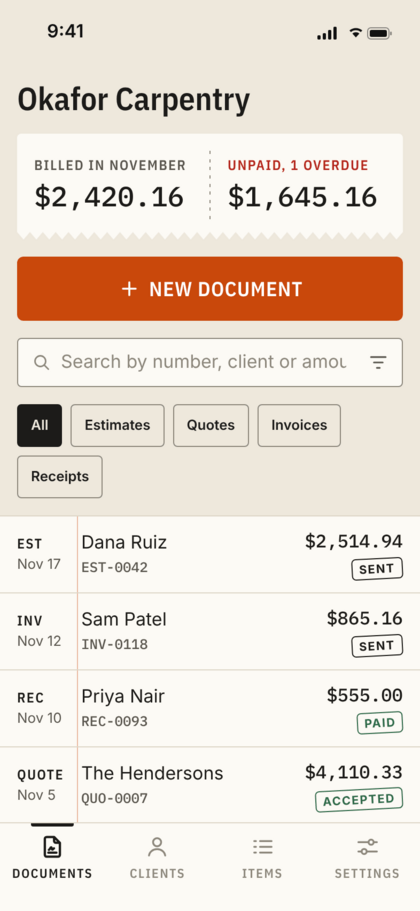 9:41
Okafor Carpentry
BILLED IN NOVEMBER
$2,420.16
UNPAID, 1 OVERDUE
$1,645.16
+ NEW DOCUMENT
Search by number, client or amou
All
Estimates
Quotes
Invoices
Receipts
EST
Nov 17
Dana Ruiz
EST-0042
$2,514.94
SENT
INV
Nov 12
Sam Patel
INV-0118
$865.16
SENT
REC
Nov 10
Priya Nair
REC-0093
$555.00
PAID
QUOTE
Nov 5
The Hendersons
QUO-0007
$4,110.33
ACCEPTED
DOCUMENTS
CLIENTS
ITEMS
SETTINGS